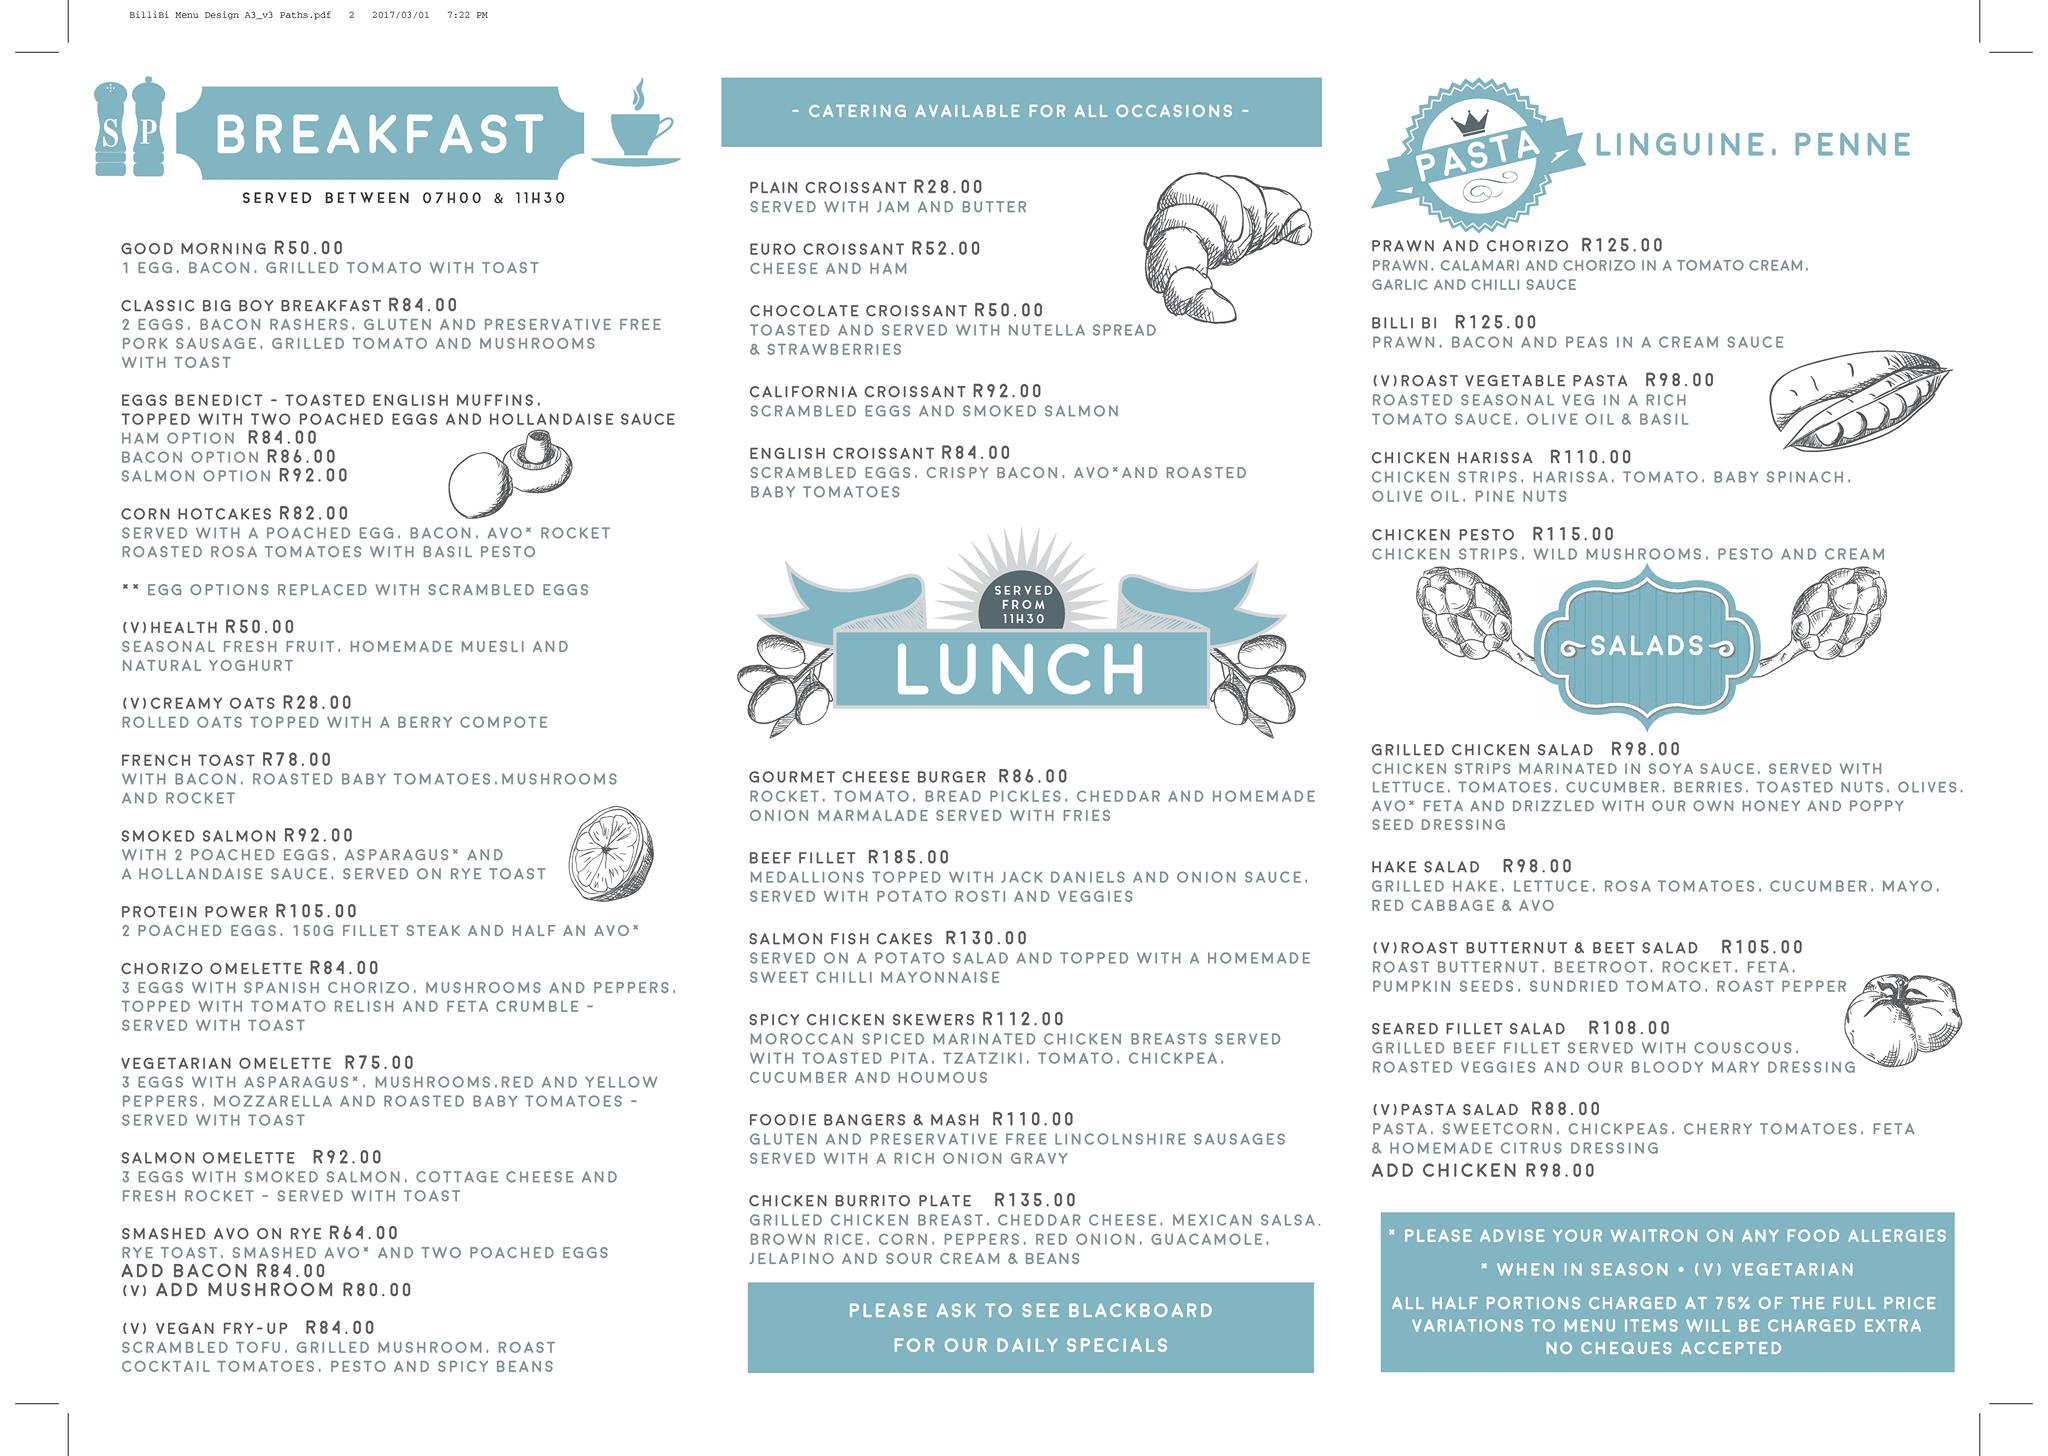 BilliBi Menu Design A3_v3 Paths.pdf   2   2017/03/01   7:22 PM
S P
BREAKFAST
SERVED BETWEEN 07H00 & 11H30
GOOD MORNING R50.00
1 EGG, BACON, GRILLED TOMATO WITH TOAST
CLASSIC BIG BOY BREAKFAST R84.00
2 EGGS, BACON RASHERS, GLUTEN AND PRESERVATIVE FREE
PORK SAUSAGE, GRILLED TOMATO AND MUSHROOMS
WITH TOAST
EGGS BENEDICT - TOASTED ENGLISH MUFFINS,
TOPPED WITH TWO POACHED EGGS AND HOLLANDAISE SAUCE
HAM OPTION R84.00
BACON OPTION R86.00
SALMON OPTION R92.00
CORN HOTCAKES R82.00
SERVED WITH A POACHED EGG, BACON, AVO* ROCKET
ROASTED ROSA TOMATOES WITH BASIL PESTO
** EGG OPTIONS REPLACED WITH SCRAMBLED EGGS
(V)HEALTH R50.00
SEASONAL FRESH FRUIT, HOMEMADE MUESLI AND
NATURAL YOGHURT
(V)CREAMY OATS R28.00
ROLLED OATS TOPPED WITH A BERRY COMPOTE
FRENCH TOAST R78.00
WITH BACON, ROASTED BABY TOMATOES,MUSHROOMS
AND ROCKET
SMOKED SALMON R92.00
WITH 2 POACHED EGGS, ASPARAGUS* AND
A HOLLANDAISE SAUCE, SERVED ON RYE TOAST
PROTEIN POWER R105.00
2 POACHED EGGS, 150G FILLET STEAK AND HALF AN AVO*
CHORIZO OMELETTE R84.00
3 EGGS WITH SPANISH CHORIZO, MUSHROOMS AND PEPPERS,
TOPPED WITH TOMATO RELISH AND FETA CRUMBLE -
SERVED WITH TOAST
VEGETARIAN OMELETTE R75.00
3 EGGS WITH ASPARAGUS*, MUSHROOMS,RED AND YELLOW
PEPPERS, MOZZARELLA AND ROASTED BABY TOMATOES -
SERVED WITH TOAST
SALMON OMELETTE R92.00
3 EGGS WITH SMOKED SALMON, COTTAGE CHEESE AND
FRESH ROCKET - SERVED WITH TOAST
SMASHED AVO ON RYE R64.00
RYE TOAST, SMASHED AVO* AND TWO POACHED EGGS
ADD BACON R84.00
(V) ADD MUSHROOM R80.00
(V) VEGAN FRY-UP R84.00
SCRAMBLED TOFU, GRILLED MUSHROOM, ROAST
COCKTAIL TOMATOES, PESTO AND SPICY BEANS
- CATERING AVAILABLE FOR ALL OCCASIONS -
PLAIN CROISSANT R28.00
SERVED WITH JAM AND BUTTER
EURO CROISSANT R52.00
CHEESE AND HAM
CHOCOLATE CROISSANT R50.00
TOASTED AND SERVED WITH NUTELLA SPREAD
& STRAWBERRIES
CALIFORNIA CROISSANT R92.00
SCRAMBLED EGGS AND SMOKED SALMON
ENGLISH CROISSANT R84.00
SCRAMBLED EGGS, CRISPY BACON, AVO*AND ROASTED
BABY TOMATOES
SERVED
FROM
11H30
LUNCH
GOURMET CHEESE BURGER R86.00
ROCKET, TOMATO, BREAD PICKLES, CHEDDAR AND HOMEMADE
ONION MARMALADE SERVED WITH FRIES
BEEF FILLET R185.00
MEDALLIONS TOPPED WITH JACK DANIELS AND ONION SAUCE,
SERVED WITH POTATO ROSTI AND VEGGIES
SALMON FISH CAKES R130.00
SERVED ON A POTATO SALAD AND TOPPED WITH A HOMEMADE
SWEET CHILLI MAYONNAISE
SPICY CHICKEN SKEWERS R112.00
MOROCCAN SPICED MARINATED CHICKEN BREASTS SERVED
WITH TOASTED PITA, TZATZIKI, TOMATO, CHICKPEA,
CUCUMBER AND HOUMOUS
FOODIE BANGERS & MASH R110.00
GLUTEN AND PRESERVATIVE FREE LINCOLNSHIRE SAUSAGES
SERVED WITH A RICH ONION GRAVY
CHICKEN BURRITO PLATE R135.00
GRILLED CHICKEN BREAST, CHEDDAR CHEESE, MEXICAN SALSA,
BROWN RICE, CORN, PEPPERS, RED ONION, GUACAMOLE,
JELAPINO AND SOUR CREAM & BEANS
PLEASE ASK TO SEE BLACKBOARD
FOR OUR DAILY SPECIALS
PASTA
LINGUINE, PENNE
PRAWN AND CHORIZO R125.00
PRAWN, CALAMARI AND CHORIZO IN A TOMATO CREAM,
GARLIC AND CHILLI SAUCE
BILLI BI R125.00
PRAWN, BACON AND PEAS IN A CREAM SAUCE
(V)ROAST VEGETABLE PASTA R98.00
ROASTED SEASONAL VEG IN A RICH
TOMATO SAUCE, OLIVE OIL & BASIL
CHICKEN HARISSA R110.00
CHICKEN STRIPS, HARISSA, TOMATO, BABY SPINACH,
OLIVE OIL, PINE NUTS
CHICKEN PESTO R115.00
CHICKEN STRIPS, WILD MUSHROOMS, PESTO AND CREAM
SALADS
GRILLED CHICKEN SALAD R98.00
CHICKEN STRIPS MARINATED IN SOYA SAUCE, SERVED WITH
LETTUCE, TOMATOES, CUCUMBER, BERRIES, TOASTED NUTS, OLIVES,
AVO* FETA AND DRIZZLED WITH OUR OWN HONEY AND POPPY
SEED DRESSING
HAKE SALAD R98.00
GRILLED HAKE, LETTUCE, ROSA TOMATOES, CUCUMBER, MAYO,
RED CABBAGE & AVO
(V)ROAST BUTTERNUT & BEET SALAD R105.00
ROAST BUTTERNUT, BEETROOT, ROCKET, FETA,
PUMPKIN SEEDS, SUNDRIED TOMATO, ROAST PEPPER
SEARED FILLET SALAD R108.00
GRILLED BEEF FILLET SERVED WITH COUSCOUS,
ROASTED VEGGIES AND OUR BLOODY MARY DRESSING
(V)PASTA SALAD R88.00
PASTA, SWEETCORN, CHICKPEAS, CHERRY TOMATOES, FETA
& HOMEMADE CITRUS DRESSING
ADD CHICKEN R98.00
* PLEASE ADVISE YOUR WAITRON ON ANY FOOD ALLERGIES
* WHEN IN SEASON • (V) VEGETARIAN
ALL HALF PORTIONS CHARGED AT 75% OF THE FULL PRICE
VARIATIONS TO MENU ITEMS WILL BE CHARGED EXTRA
NO CHEQUES ACCEPTED